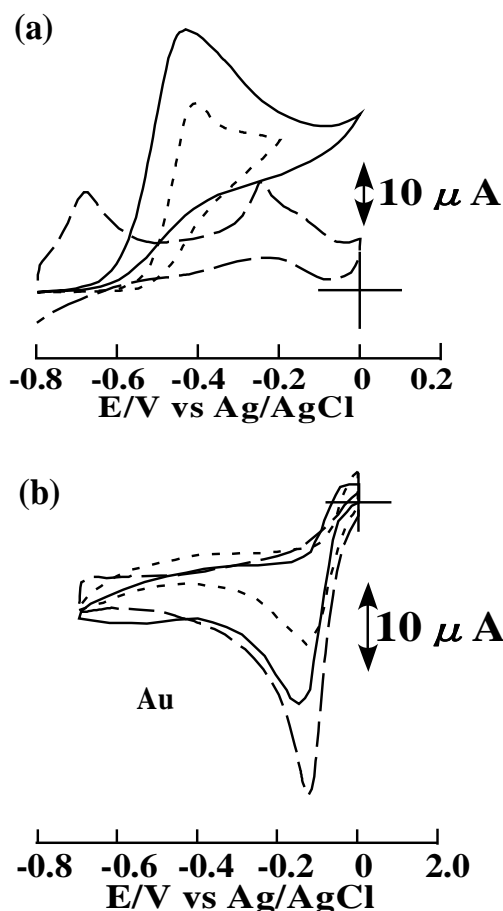 (a)
10 μ A
-0.8 -0.6 -0.4 -0.2 0 0.2
E/V vs Ag/AgCl
(b)
10 μ A
Au
-0.8 -0.6 -0.4 -0.2 0 2.0
E/V vs Ag/AgCl